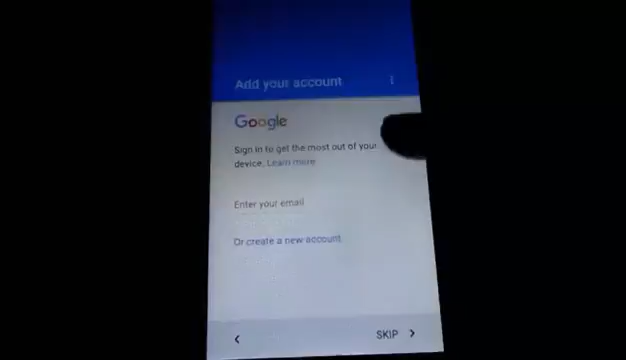 Add your account
Google
Sign in to get the most out of your
device. Learn more
Enter your email
Or create a new account
SKIP